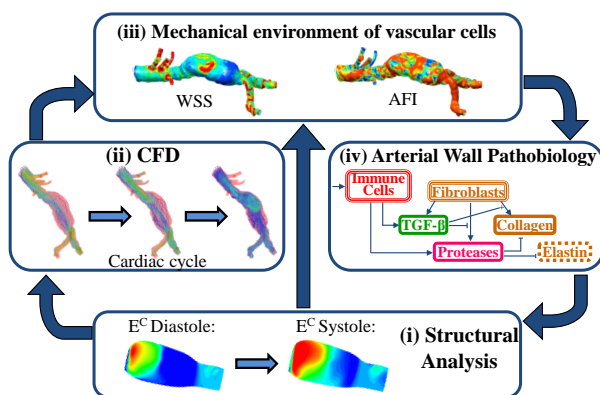 (iii) Mechanical environment of vascular cells
WSS
AFI
(ii) CFD
Cardiac cycle
(iv) Arterial Wall Pathobiology
Immune
Cells
Fibroblasts
TGF-β
Collagen
Proteases
Elastin
E^C Diastole:
E^C Systole:
(i) Structural
Analysis